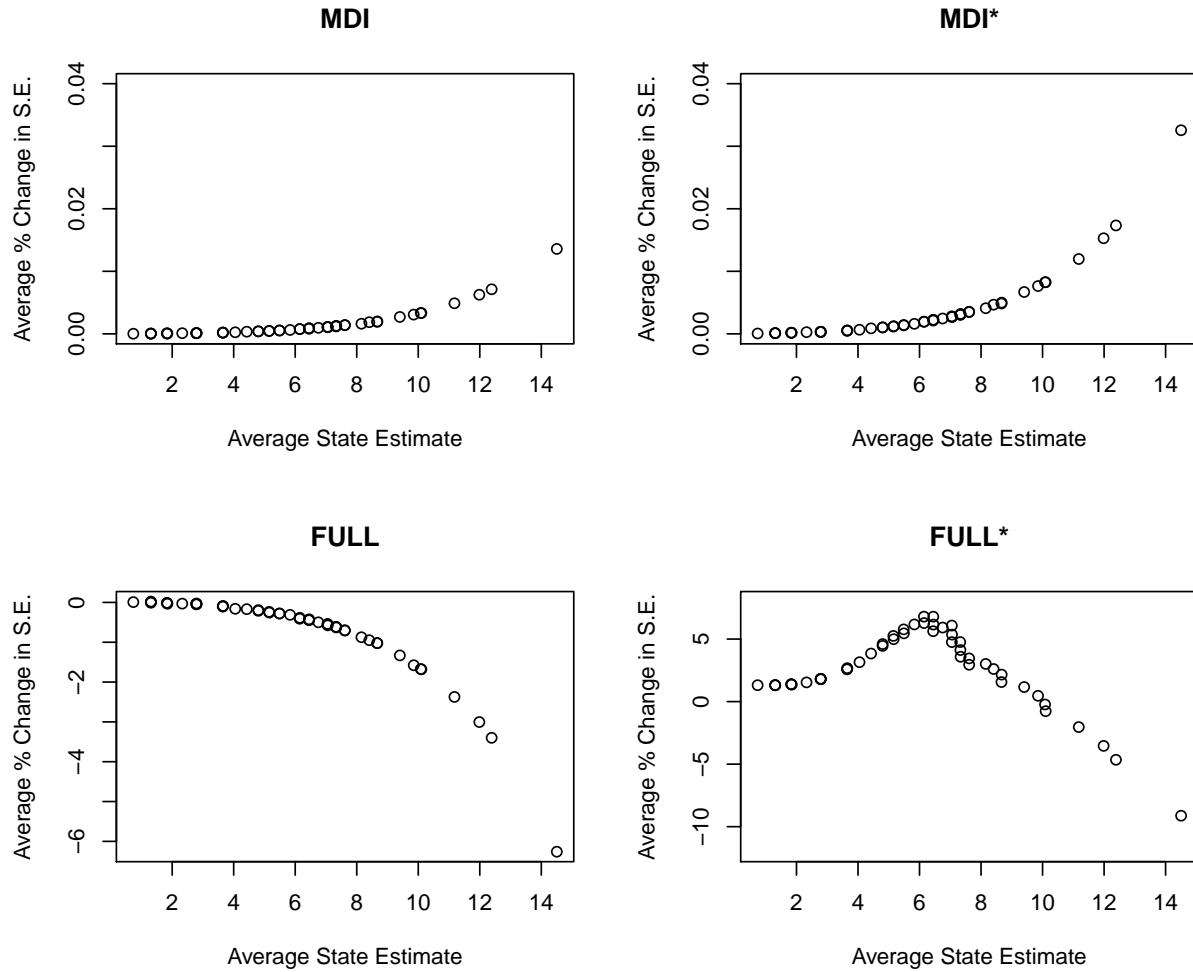 MDI
Average % Change in S.E.
0.04
0.02
0.00
2 4 6 8 10 12 14
Average State Estimate
MDI*
Average % Change in S.E.
0.04
0.02
0.00
2 4 6 8 10 12 14
Average State Estimate
FULL
Average % Change in S.E.
0
−2
−4
−6
2 4 6 8 10 12 14
Average State Estimate
FULL*
Average % Change in S.E.
5
0
−5
−10
2 4 6 8 10 12 14
Average State Estimate